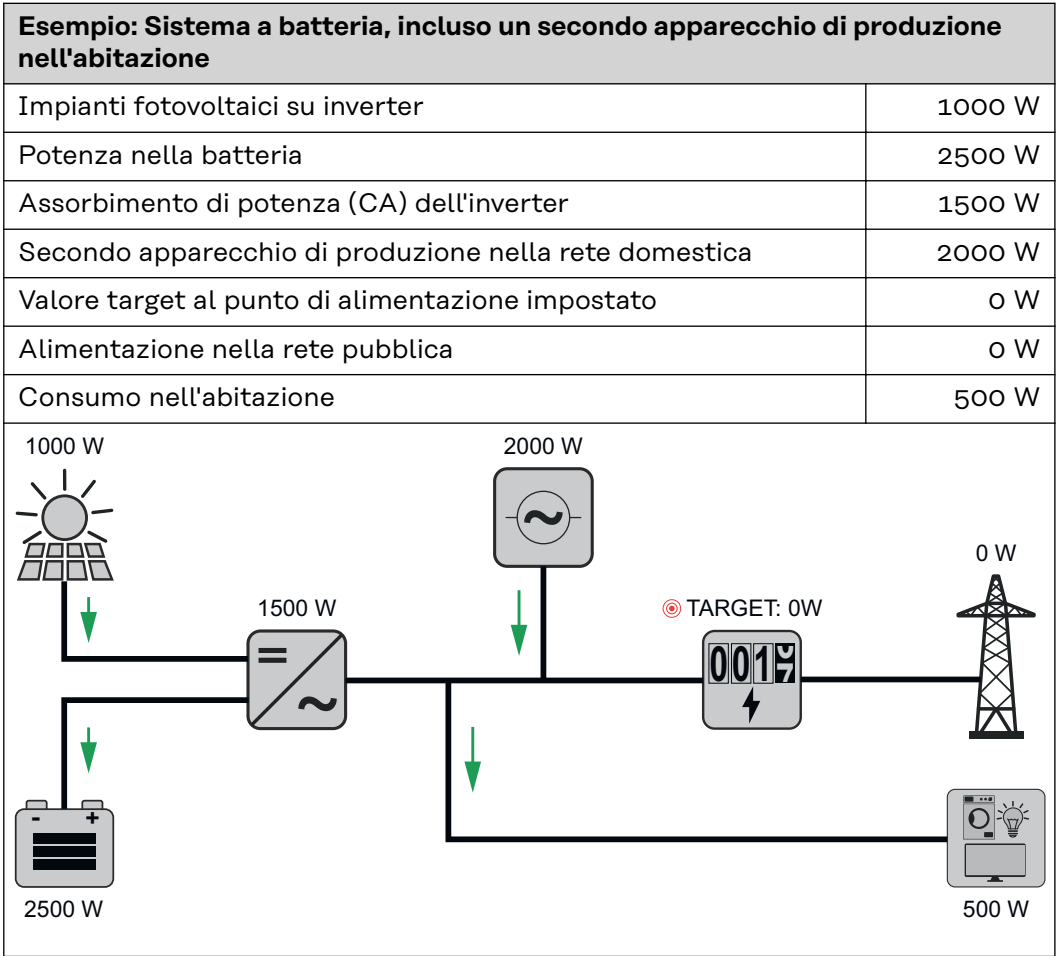 Esempio: Sistema a batteria, incluso un secondo apparecchio di produzione
nell'abitazione
Impianti fotovoltaici su inverter 1000 W
Potenza nella batteria 2500 W
Assorbimento di potenza (CA) dell'inverter 1500 W
Secondo apparecchio di produzione nella rete domestica 2000 W
Valore target al punto di alimentazione impostato 0 W
Alimentazione nella rete pubblica 0 W
Consumo nell'abitazione 500 W
1000 W
2000 W
0 W
1500 W
TARGET: 0W
001
2500 W
500 W